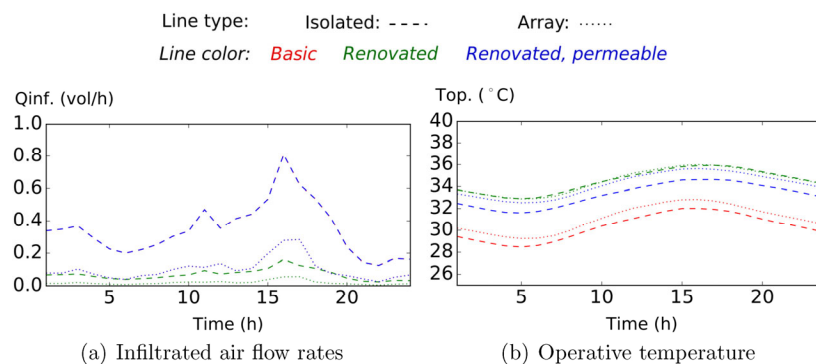 Line type: Isolated: Array:
Line color: Basic Renovated Renovated, permeable
Qinf. (vol/h)
1.0
0.8
0.6
0.4
0.2
0.0
5 10 15 20
Time (h)
(a) Infiltrated air flow rates
Top. (°C)
40
38
36
34
32
30
28
26
5 10 15 20
Time (h)
(b) Operative temperature